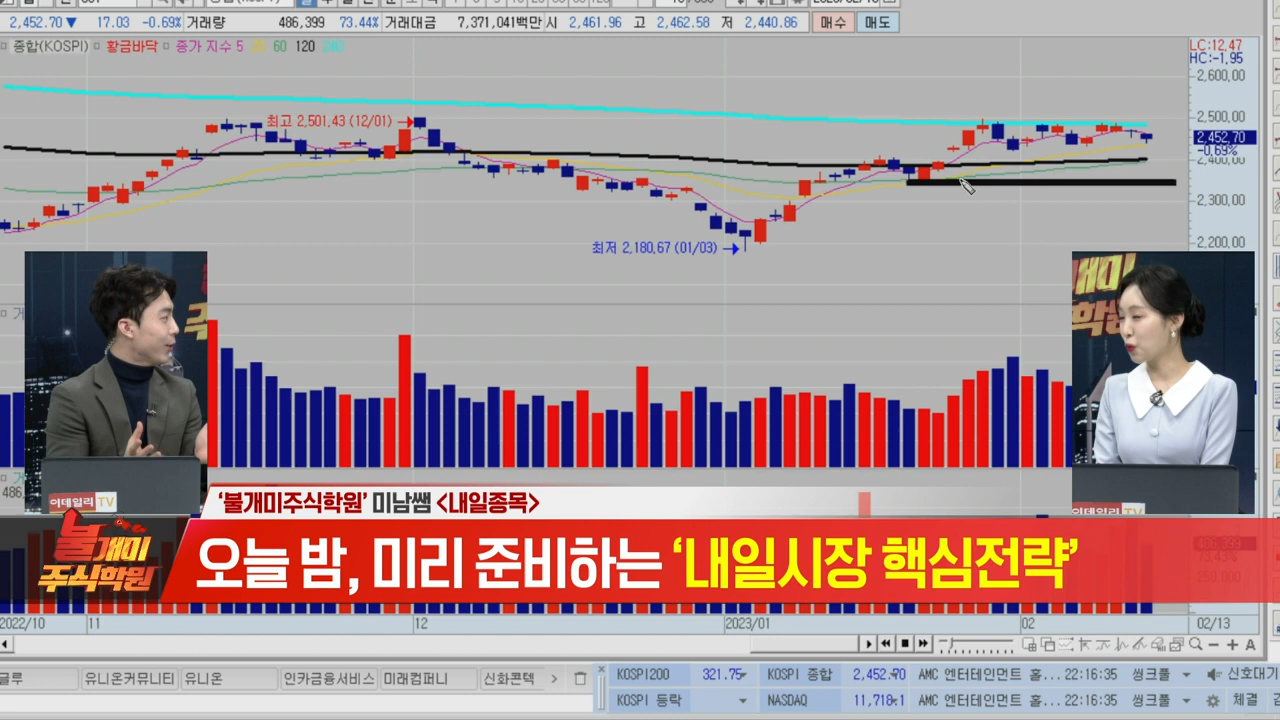 2,452.70 ▼ 17.03 -0.69% 거래량 486,399 73.44% 거래대금 7,371,041백만 시 2,461.96 고 2,462.58 저 2,440.86 매수 매도
종합(KOSPI) 황금바닥 종가 지수 5 20 60 120 240
LC:12.47
HC:-1.95
2,600.00
2,500.00
최고 2,501.43 (12/01)
2,452.70
-0.69%
2,400.00
2,300.00
2,200.00
최저 2,180.67 (01/03)
이데일리 TV
이데일리 TV
'불개미주식학원' 미남쌤 <내일종목>
불개미
주식학원
오늘 밤, 미리 준비하는 '내일시장 핵심전략'
2022/10 11 12 2023/01 02 02/13
글루 유니온커뮤니티 유니온 인카금융서비스 미래컴퍼니 신화콘텍
KOSPI200 321.75 KOSPI 종합 2,452.70 AMC 엔터테인먼트 홀... 22:16:35 씽크풀 신호대기
KOSPI 등락 NASDAQ 11,718.1 AMC 엔터테인먼트 홀... 22:16:35 씽크풀 체결